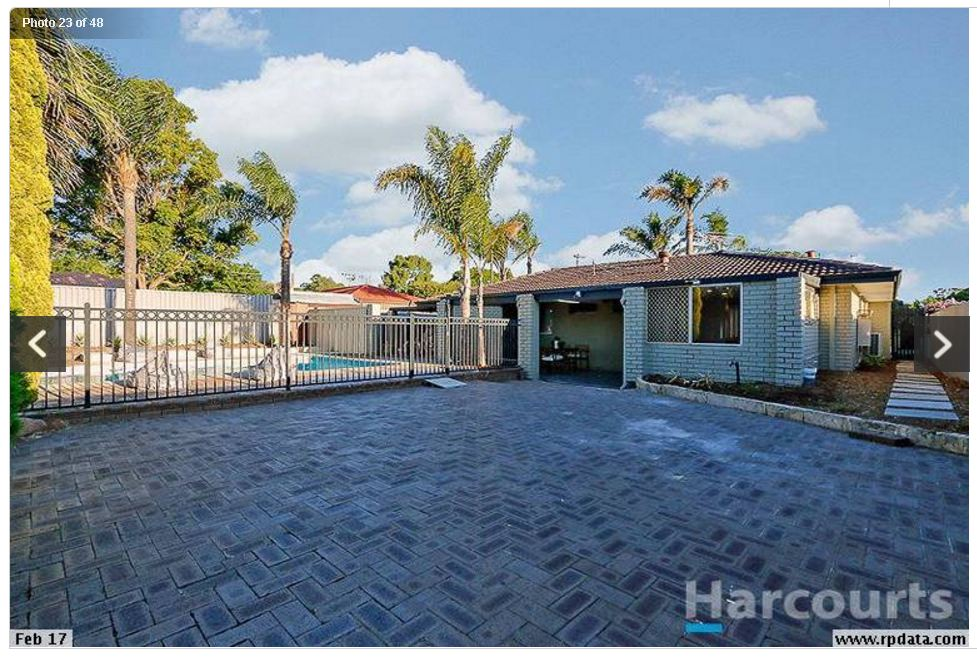 Photo 23 of 48
Harcourts
Feb 17
www.rpdata.com